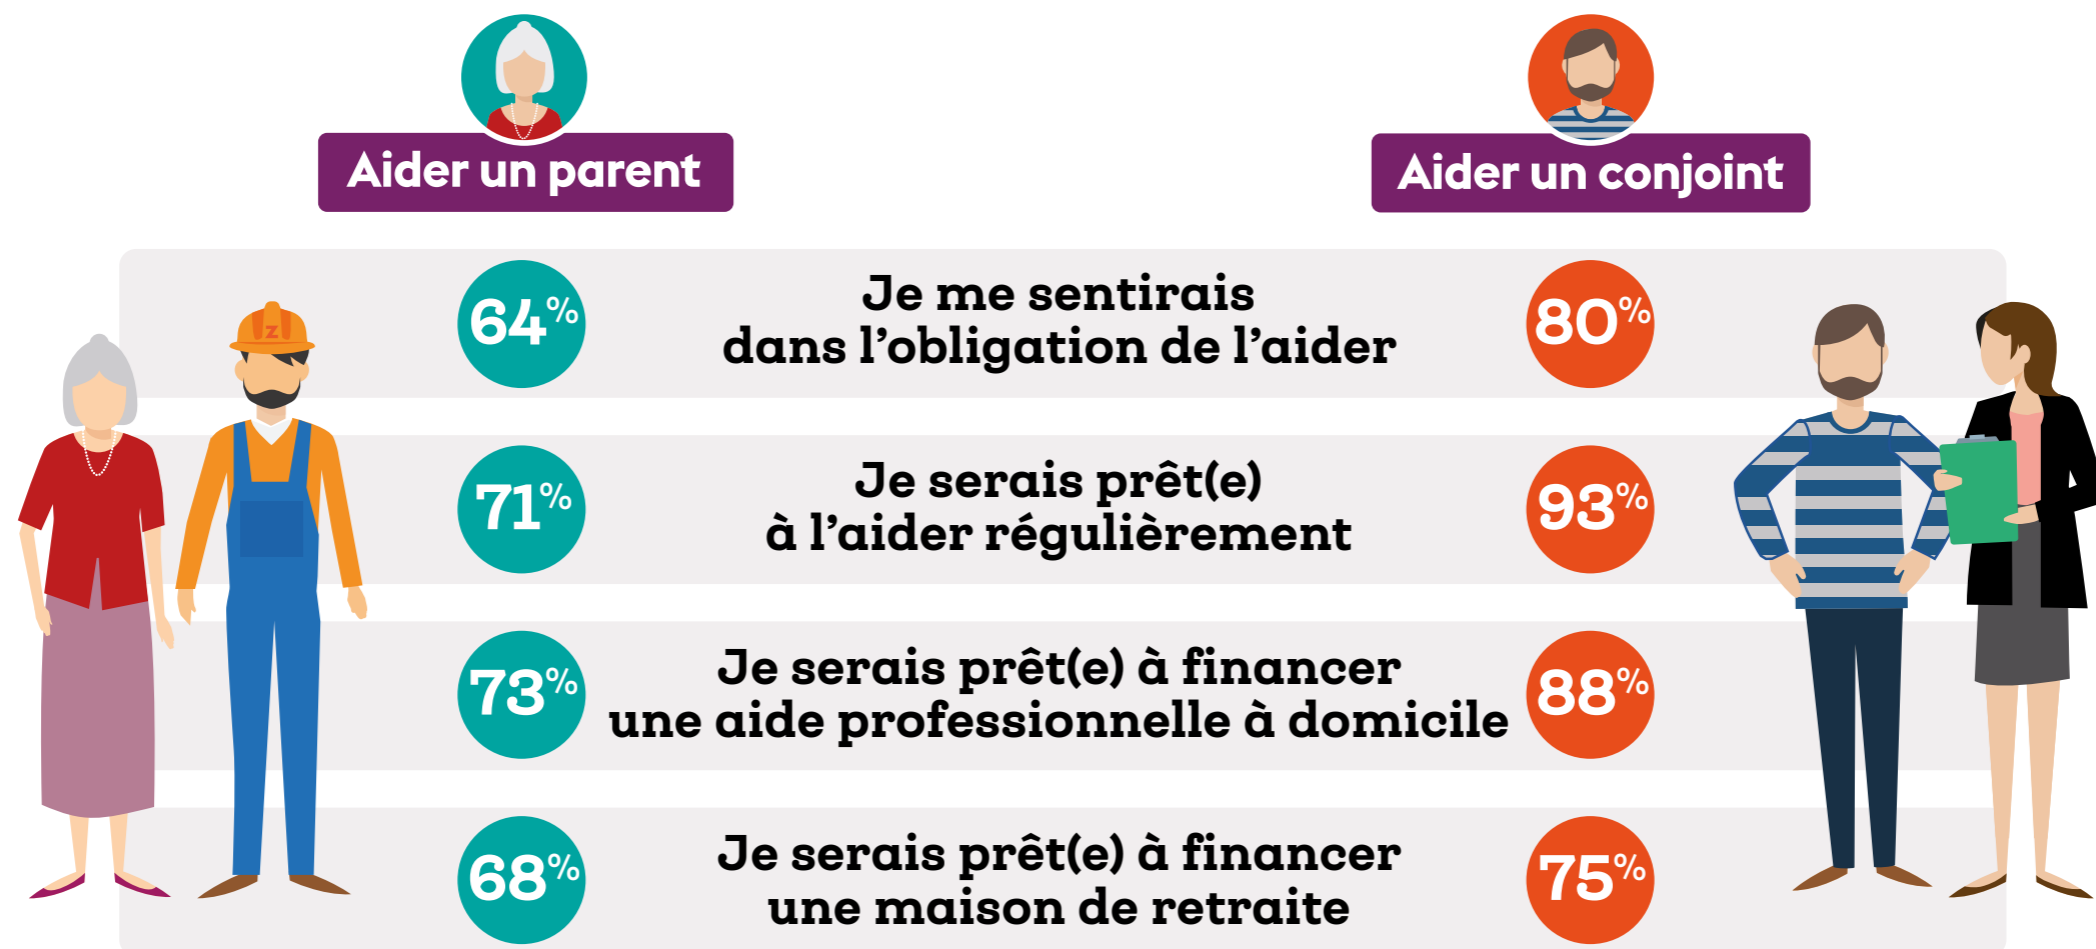 Aider un parent
Aider un conjoint
64%
Je me sentirais
dans l’obligation de l’aider
80%
71%
Je serais prêt(e)
à l’aider régulièrement
93%
73%
Je serais prêt(e) à financer
une aide professionnelle à domicile
88%
68%
Je serais prêt(e) à financer
une maison de retraite
75%
z